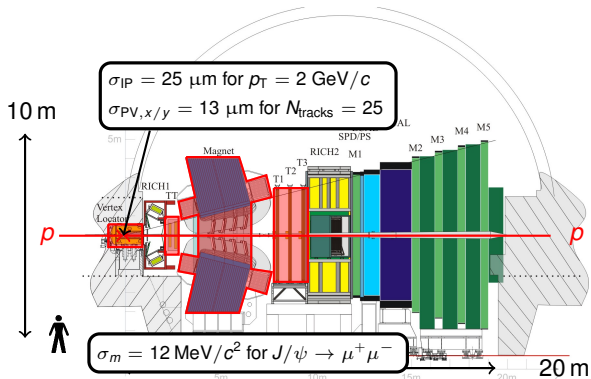 σ_IP = 25 μm for p_T = 2 GeV/c
σ_PV,x/y = 13 μm for N_tracks = 25
10 m
5m
Magnet
RICH1
TT
Vertex
Locator
T1
T2
T3
RICH2
M1
SPD/PS
AL
M2
M3
M4
M5
p
p
σ_m = 12 MeV/c² for J/ψ → μ⁺μ⁻
5m
10m
15m
20m
20 m